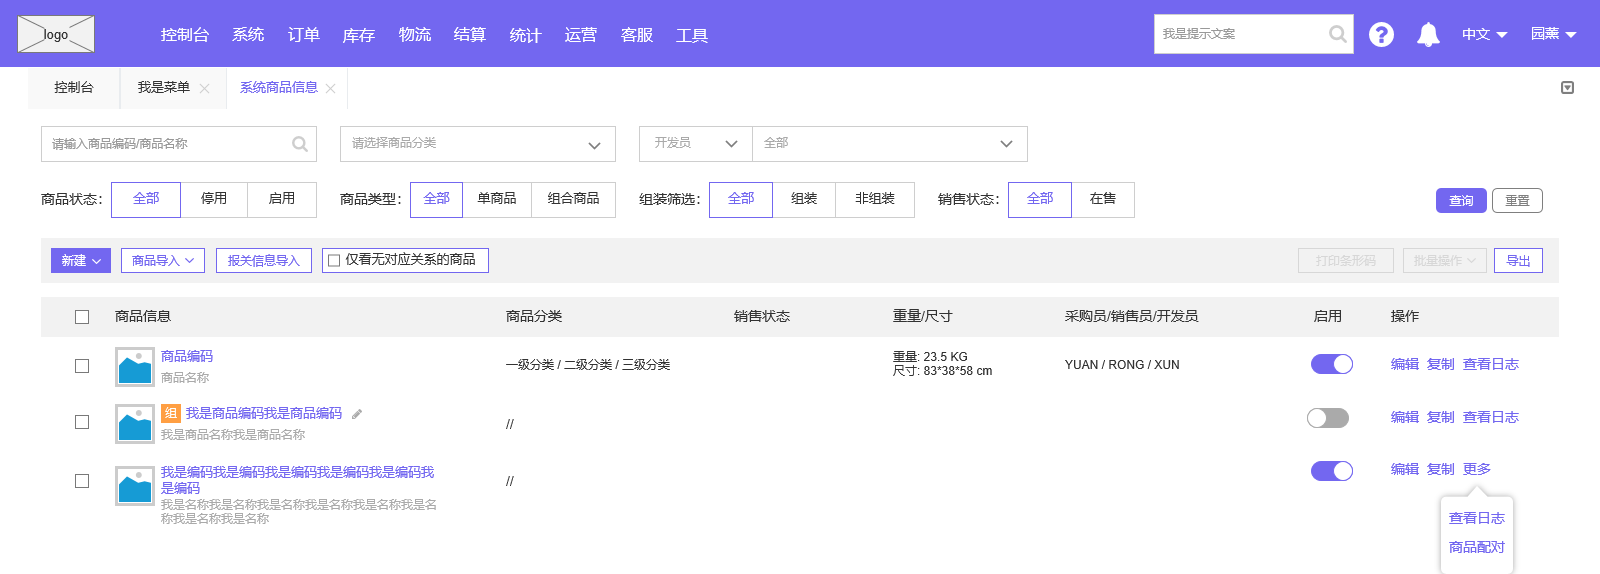 logo 控制台 系统 订单 库存 物流 结算 统计 运营 客服 工具 我是提示文案 ? 中文 园薰
控制台 我是菜单 系统商品信息
请输入商品编码/商品名称 请选择商品分类 开发员 全部
商品状态: 全部 停用 启用 商品类型: 全部 单商品 组合商品 组装筛选: 全部 组装 非组装 销售状态: 全部 在售 查询 重置
新建 商品导入 报关信息导入 仅看无对应关系的商品 打印条形码 批量操作 导出
商品信息 商品分类 销售状态 重量/尺寸 采购员/销售员/开发员 启用 操作
商品编码
商品名称
一级分类 / 二级分类 / 三级分类
重量: 23.5 KG
尺寸: 83*38*58 cm
YUAN / RONG / XUN
编辑 复制 查看日志
组 我是商品编码我是商品编码
我是商品名称我是商品名称
//
编辑 复制 查看日志
我是编码我是编码我是编码我是编码我是编码我
是编码
我是名称我是名称我是名称我是名称我是名称我是名
称我是名称我是名称
//
编辑 复制 更多
查看日志
商品配对